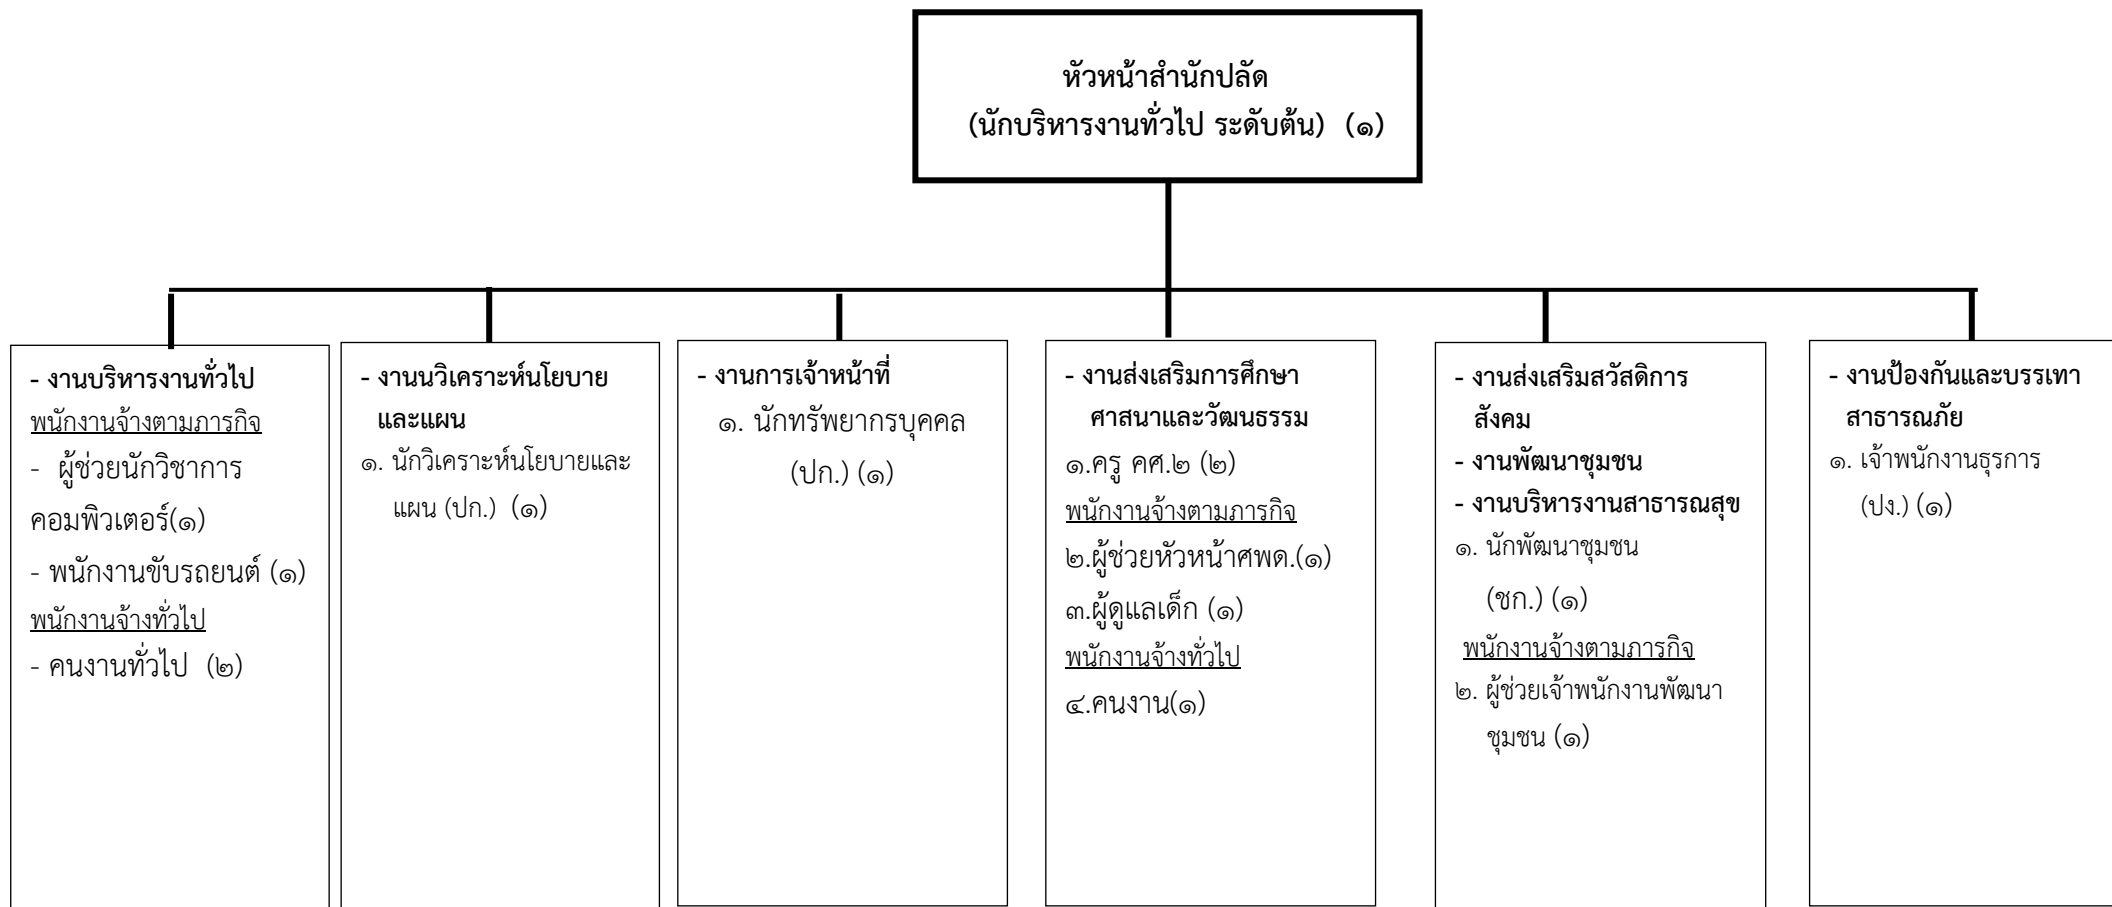 หัวหน้าสำนักปลัด
(นักบริหารงานทั่วไป ระดับต้น) (๑)
- งานบริหารงานทั่วไป
พนักงานจ้างตามภารกิจ
- ผู้ช่วยนักวิชาการ
คอมพิวเตอร์(๑)
- พนักงานขับรถยนต์ (๑)
พนักงานจ้างทั่วไป
- คนงานทั่วไป (๒)
- งานนวิเคราะห์นโยบาย
และแผน
๑. นักวิเคราะห์นโยบายและ
แผน (ปก.) (๑)
- งานการเจ้าหน้าที่
๑. นักทรัพยากรบุคคล
(ปก.) (๑)
- งานส่งเสริมการศึกษา
ศาสนาและวัฒนธรรม
๑.ครู คศ.๒ (๒)
พนักงานจ้างตามภารกิจ
๒.ผู้ช่วยหัวหน้าศพด.(๑)
๓.ผู้ดูแลเด็ก (๑)
พนักงานจ้างทั่วไป
๔.คนงาน(๑)
- งานส่งเสริมสวัสดิการ
สังคม
- งานพัฒนาชุมชน
- งานบริหารงานสาธารณสุข
๑. นักพัฒนาชุมชน
(ชก.) (๑)
พนักงานจ้างตามภารกิจ
๒. ผู้ช่วยเจ้าพนักงานพัฒนา
ชุมชน (๑)
- งานป้องกันและบรรเทา
สาธารณภัย
๑. เจ้าพนักงานธุรการ
(ปง.) (๑)